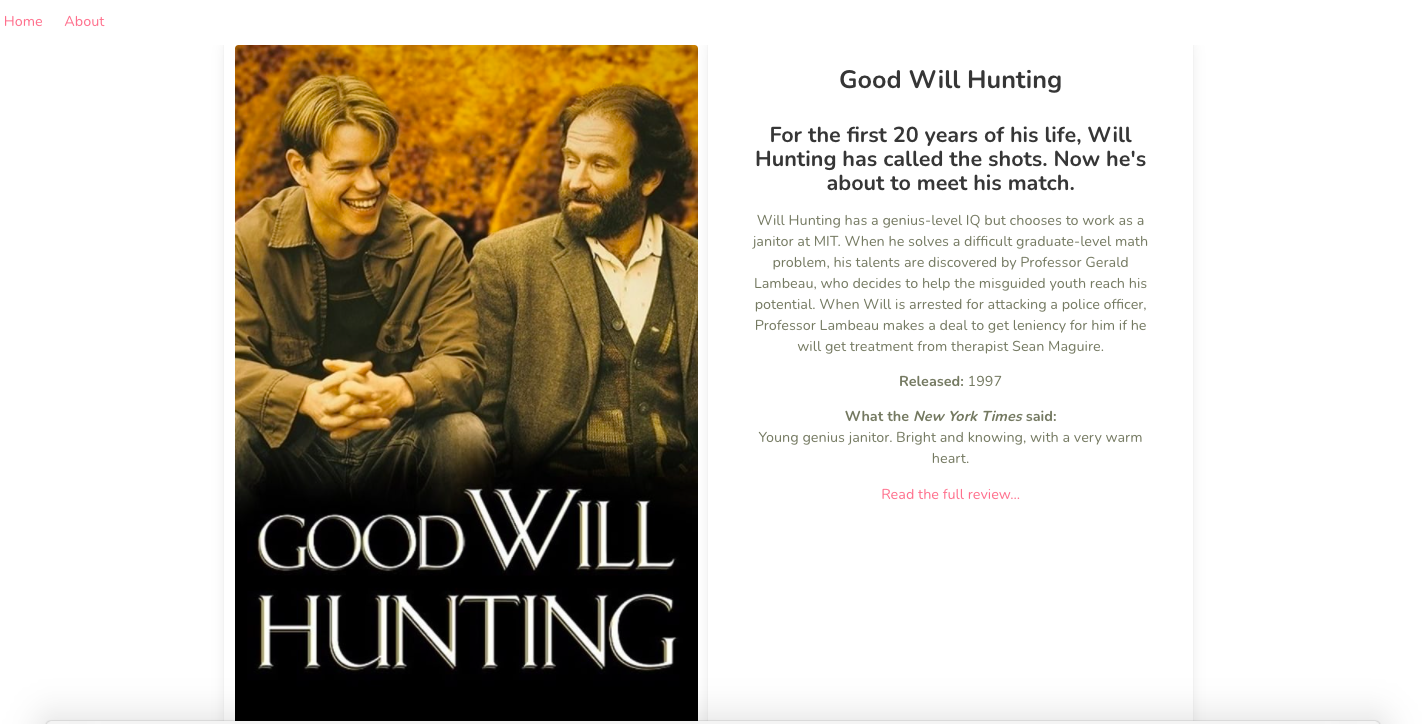 Home About
GOOD WILL
HUNTING
Good Will Hunting
For the first 20 years of his life, Will
Hunting has called the shots. Now he's
about to meet his match.
Will Hunting has a genius-level IQ but chooses to work as a
janitor at MIT. When he solves a difficult graduate-level math
problem, his talents are discovered by Professor Gerald
Lambeau, who decides to help the misguided youth reach his
potential. When Will is arrested for attacking a police officer,
Professor Lambeau makes a deal to get leniency for him if he
will get treatment from therapist Sean Maguire.
Released: 1997
What the New York Times said:
Young genius janitor. Bright and knowing, with a very warm
heart.
Read the full review...